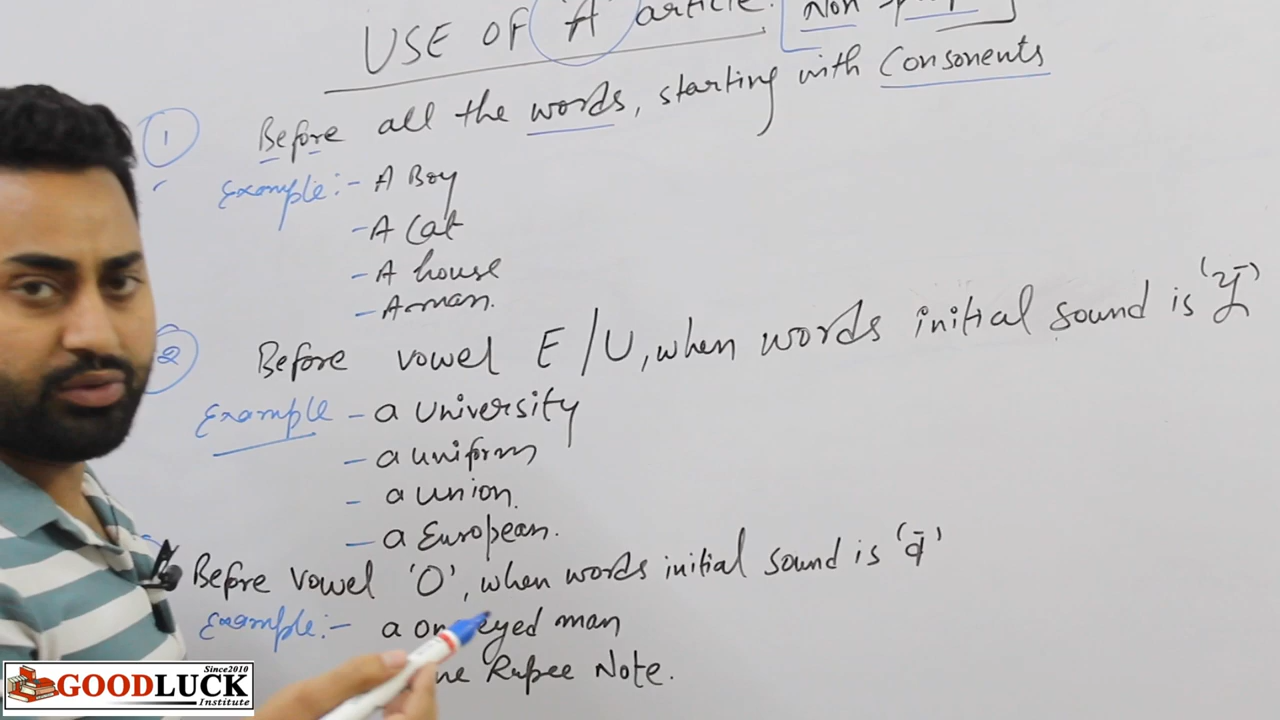 USE OF 'A' article.
Non -
1 Before all the words, starting with Consonents
Example:- A Boy
- A Cat
- A house
- A man.
2 Before vowel E/U, when words initial sound is 'यू'
Example - a University
- a uniform
- a union.
- a European.
Before vowel 'O', when words initial sound is 'व'
Example:- a eyed man
Rupee Note.
Since2010
GOODLUCK
Institute